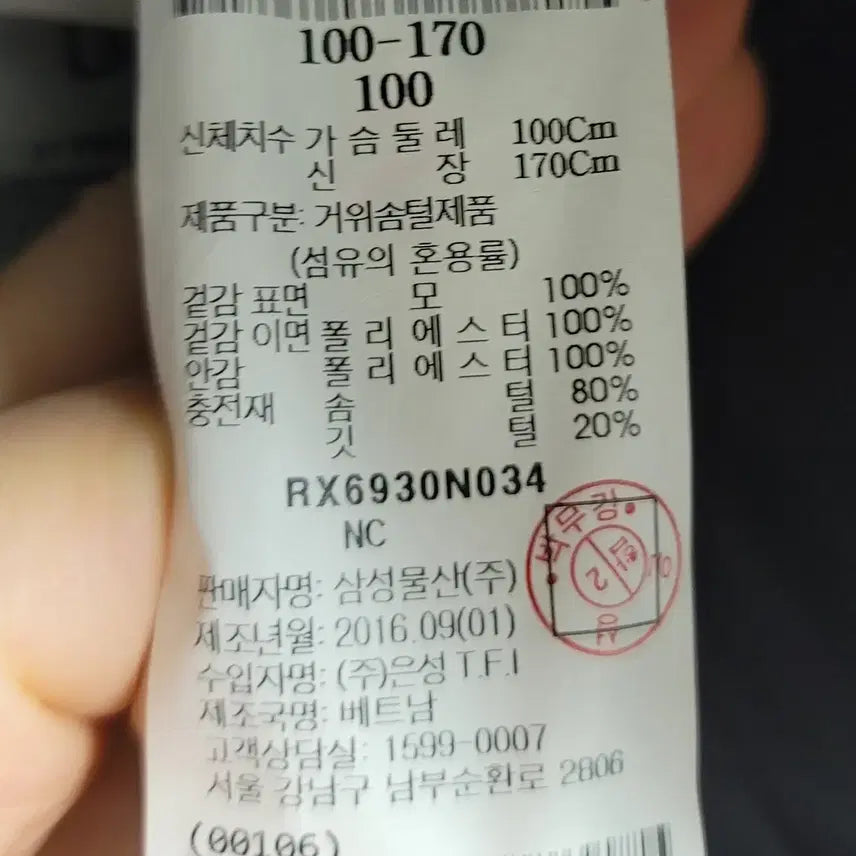 100-170
100
신체치수 가 슴 둘 레 100Cm
신 장 170Cm
제품구분: 거위솜털제품
(섬유의 혼용률)
겉감 표면 모 100%
겉감 이면 폴 리 에 스 터 100%
안감 폴 리 에 스 터 100%
충전재 솜 털 80%
깃 털 20%
RX6930N034
NC
판매자명: 삼성물산(주)
제조년월: 2016.09(01)
수입자명: (주)은성 T.F.I
제조국명: 베트남
고객상담실: 1599-0007
서울 강남구 남부순환로 2806
(00106)